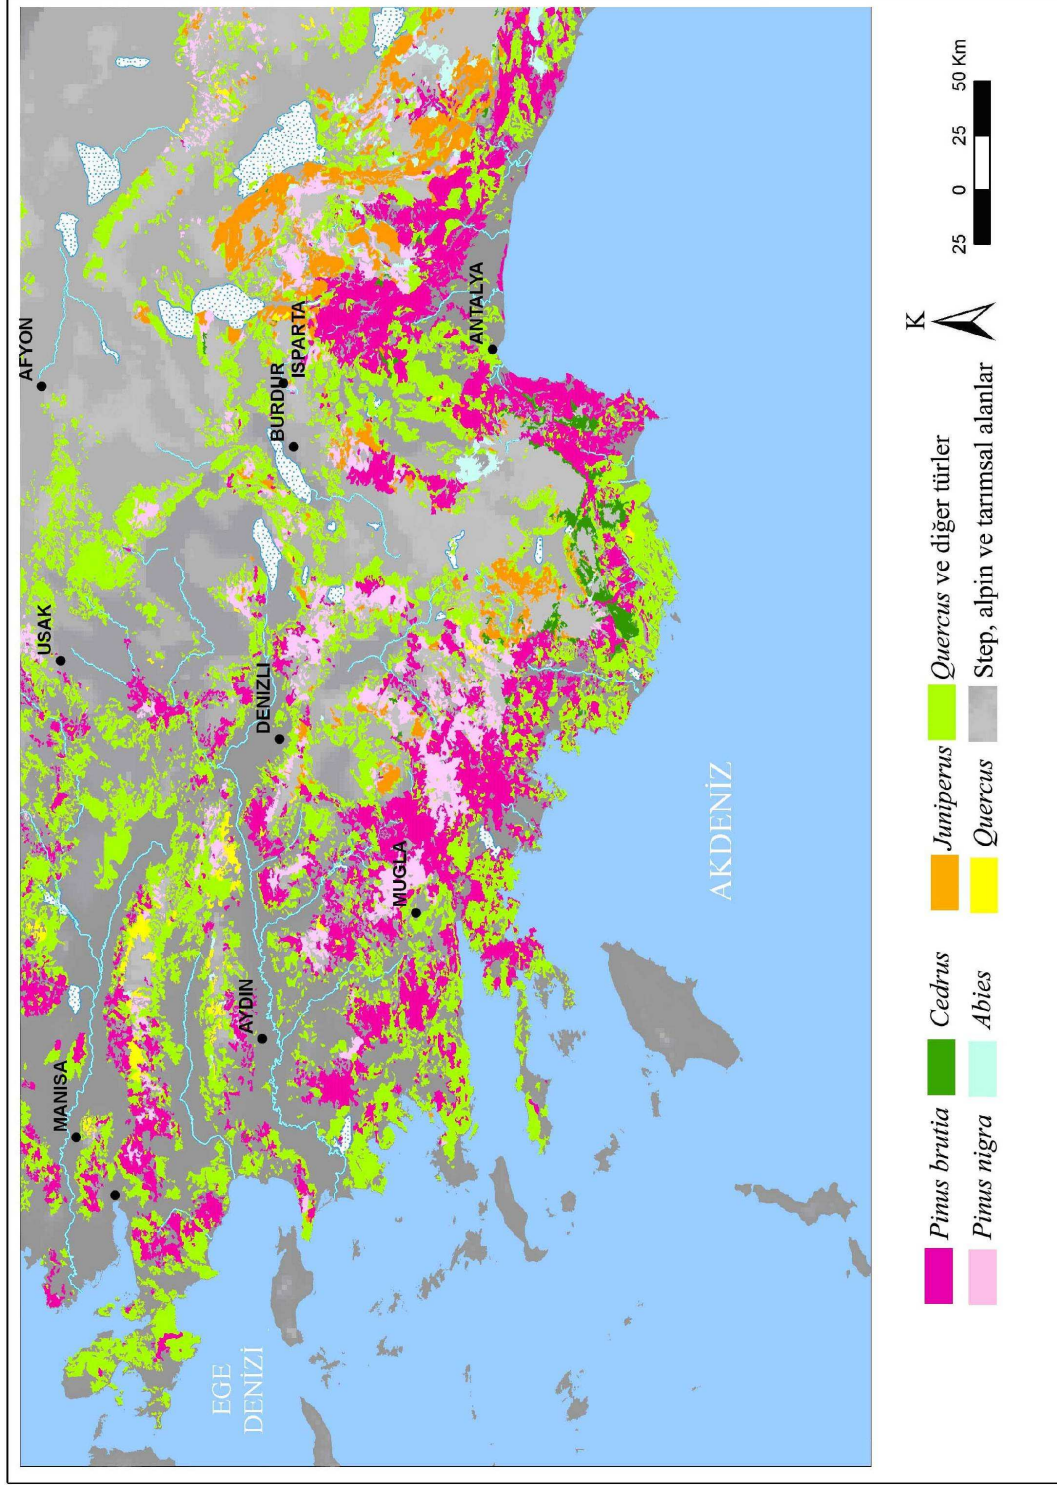 AFYON
USAK
MANISA
BURDUR
ISPARTA
DENIZLI
AYDIN
ANTALYA
MUGLA
EGE
DENİZİ
AKDENİZ
K
25 0 25 50 Km
Pinus brutia Cedrus Juniperus Quercus ve diğer türler
Pinus nigra Abies Quercus Step, alpin ve tarımsal alanlar